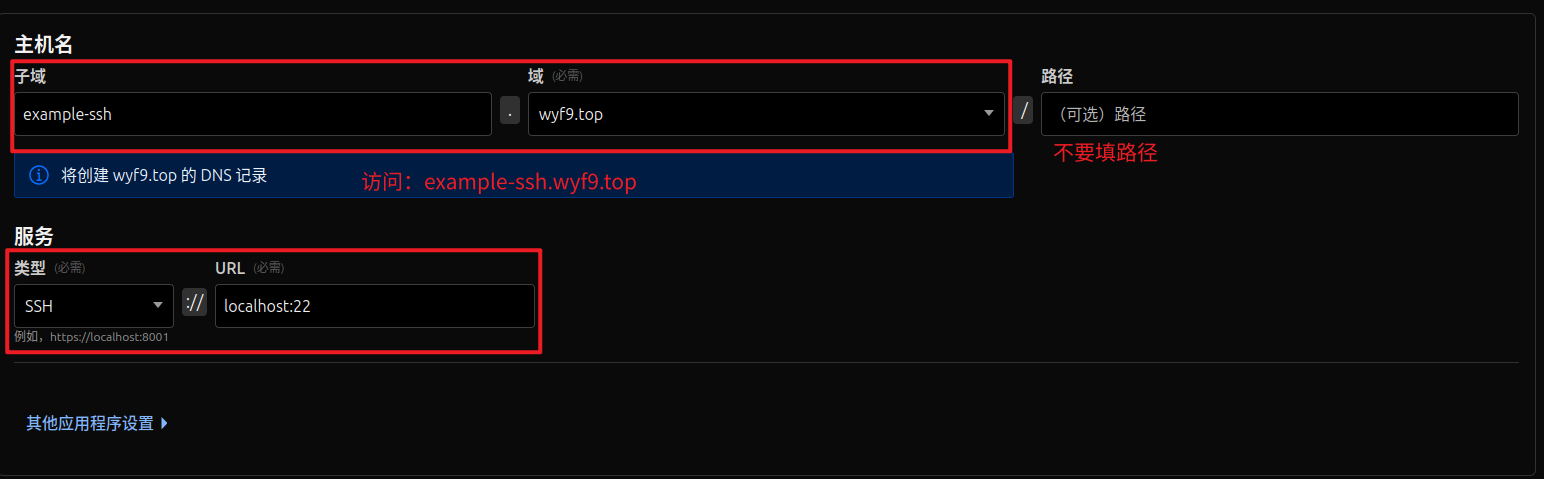 主机名
子域 域 (必需) 路径
example-ssh . wyf9.top / （可选）路径
不要填路径
将创建 wyf9.top 的 DNS 记录 访问：example-ssh.wyf9.top
服务
类型 (必需) URL (必需)
SSH :// localhost:22
例如，https://localhost:8001
其他应用程序设置